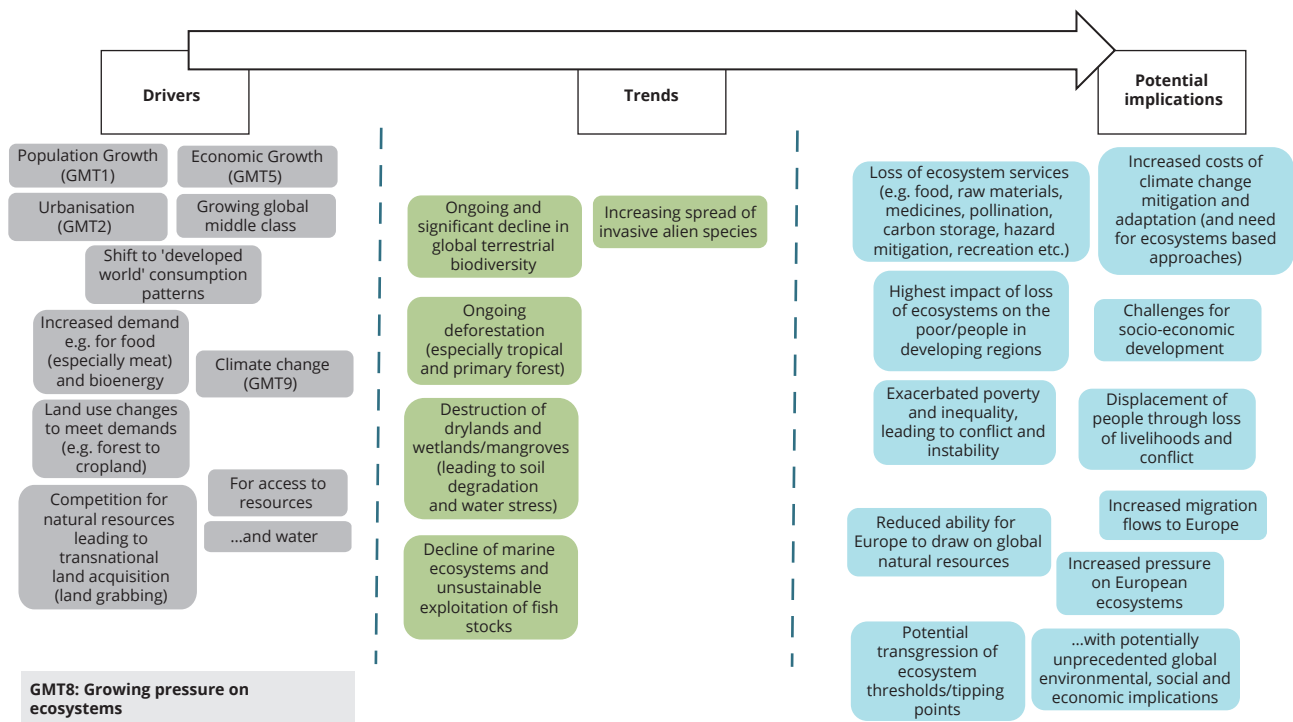 Drivers
Trends
Potential
implications
Population Growth
(GMT1)
Economic Growth
(GMT5)
Urbanisation
(GMT2)
Growing global
middle class
Shift to 'developed
world' consumption
patterns
Increased demand
e.g. for food
(especially meat)
and bioenergy
Climate change
(GMT9)
Land use changes
to meet demands
(e.g. forest to
cropland)
Competition for
natural resources
leading to
transnational
land acquisition
(land grabbing)
For access to
resources
...and water
GMT8: Growing pressure on
ecosystems
Ongoing and
significant decline in
global terrestrial
biodiversity
Increasing spread of
invasive alien species
Ongoing
deforestation
(especially tropical
and primary forest)
Destruction of
drylands and
wetlands/mangroves
(leading to soil
degradation
and water stress)
Decline of marine
ecosystems and
unsustainable
exploitation of fish
stocks
Loss of ecosystem services
(e.g. food, raw materials,
medicines, pollination,
carbon storage, hazard
mitigation, recreation etc.)
Increased costs of
climate change
mitigation and
adaptation (and need
for ecosystems based
approaches)
Highest impact of loss
of ecosystems on the
poor/people in
developing regions
Challenges for
socio-economic
development
Exacerbated poverty
and inequality,
leading to conflict and
instability
Displacement of
people through loss
of livelihoods and
conflict
Increased migration
flows to Europe
Reduced ability for
Europe to draw on global
natural resources
Increased pressure
on European
ecosystems
Potential
transgression of
ecosystem
thresholds/tipping
points
...with potentially
unprecedented global
environmental, social and
economic implications